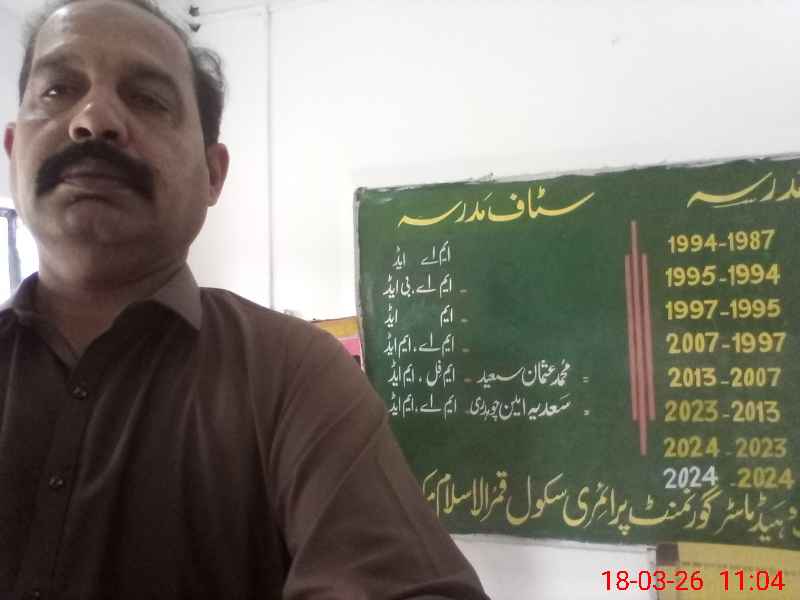 سٹاف مدرسہ
ایم اے ایڈ
ایم اے . بی ایڈ -
ایم ایڈ -
ایم اے . ایم ایڈ -
= محمد عثمان سعید - ایم فل . ایم ایڈ
= سعدیہ امین چوہدری - ایم اے . ایم ایڈ
مدرسہ
1994-1987
1995-1994
1997-1995
2007-1997
2013-2007
2023-2013
2024-2023
2024-2024
ہیڈ ماسٹر گورنمنٹ پرائمری سکول قمرالاسلام
18-03-26 11:04